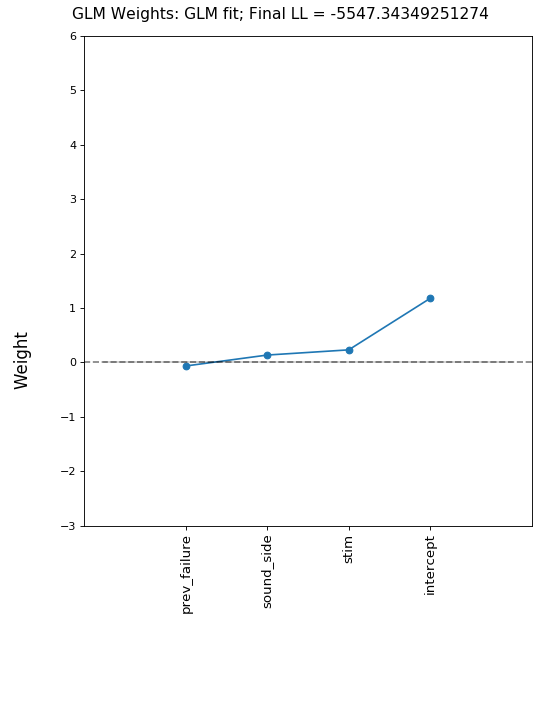 GLM Weights: GLM fit; Final LL = -5547.34349251274
6
5
4
3
2
1
0
−1
−2
−3
Weight
prev_failure
sound_side
stim
intercept